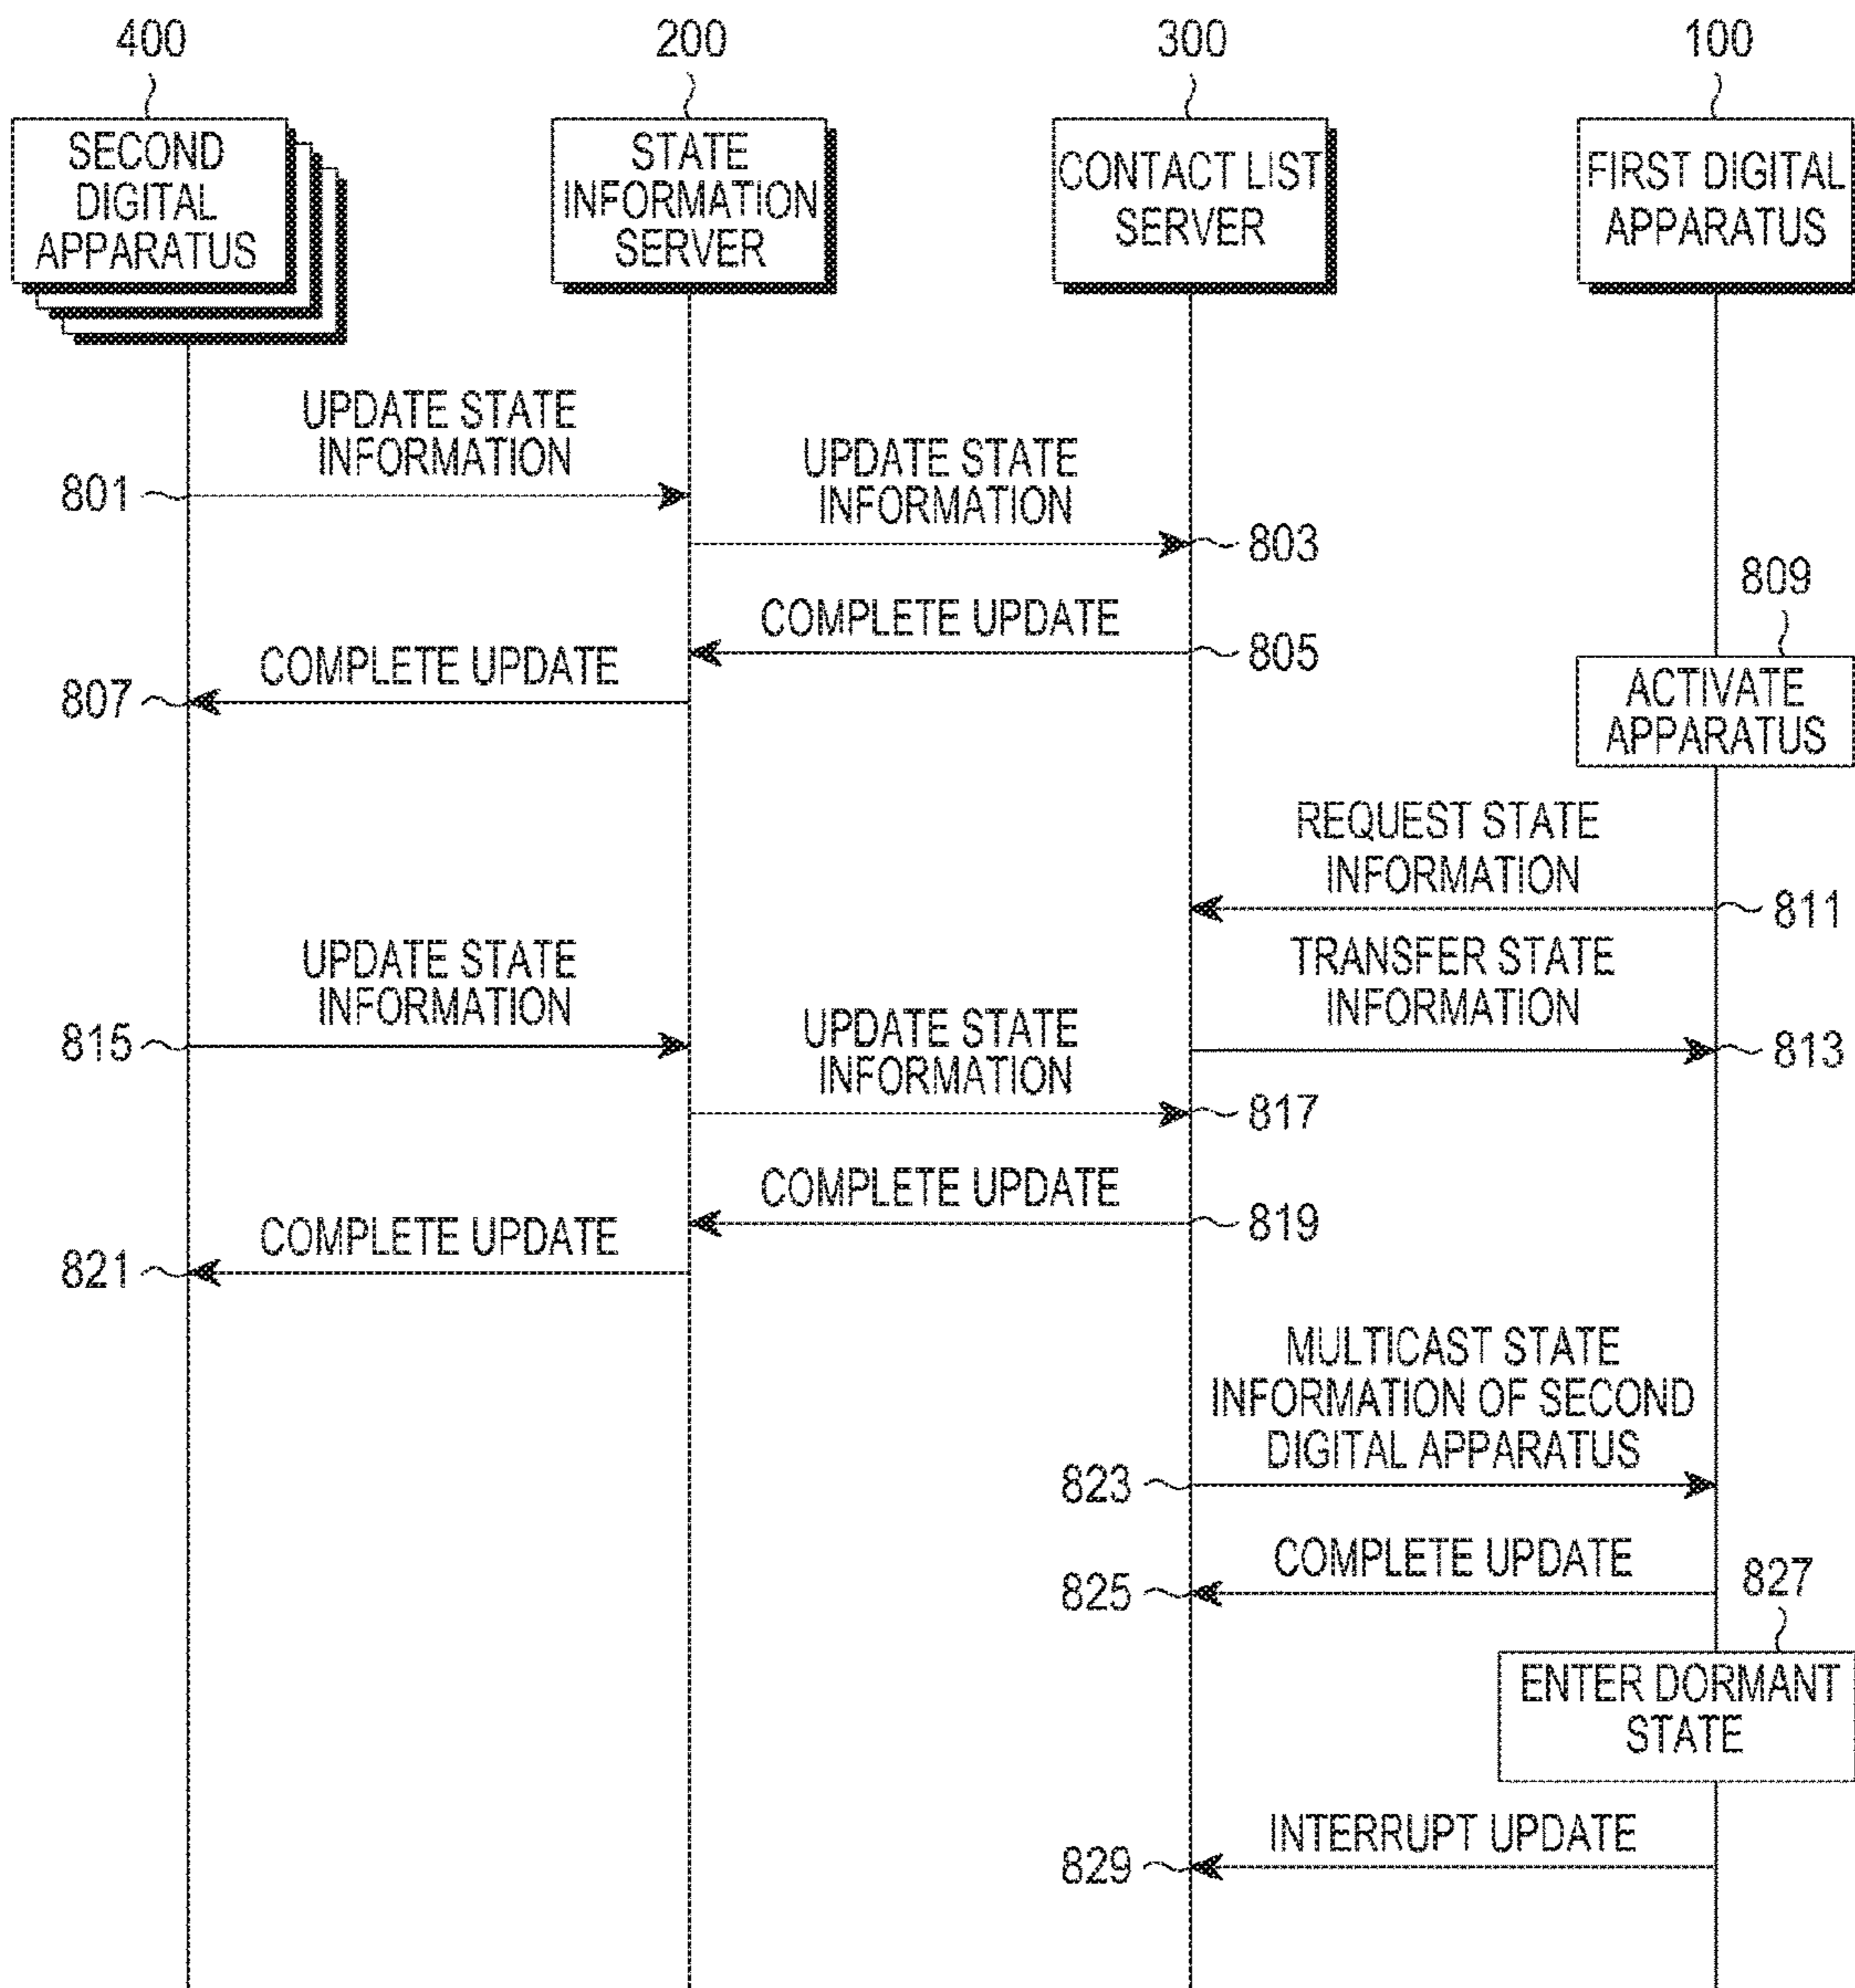 400
200
300
100
SECOND
DIGITAL
APPARATUS
STATE
INFORMATION
SERVER
CONTACT LIST
SERVER
FIRST DIGITAL
APPARATUS
UPDATE STATE
INFORMATION
801
UPDATE STATE
INFORMATION
803
COMPLETE UPDATE
805
COMPLETE UPDATE
807
809
ACTIVATE
APPARATUS
REQUEST STATE
INFORMATION
811
TRANSFER STATE
INFORMATION
813
UPDATE STATE
INFORMATION
815
UPDATE STATE
INFORMATION
817
COMPLETE UPDATE
819
COMPLETE UPDATE
821
MULTICAST STATE
INFORMATION OF SECOND
DIGITAL APPARATUS
823
COMPLETE UPDATE
825
827
ENTER DORMANT
STATE
INTERRUPT UPDATE
829